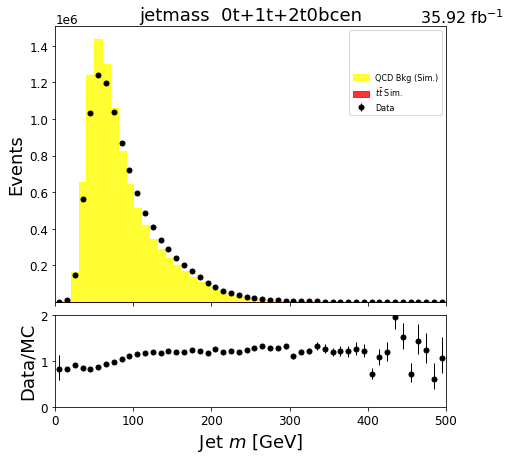 jetmass 0t+1t+2t0bcen
35.92 fb⁻¹
1e6
1.4
1.2
1.0
0.8
0.6
0.4
0.2
Events
QCD Bkg (Sim.)
tt̄ Sim.
Data
2
1
0
Data/MC
0 100 200 300 400 500
Jet m [GeV]